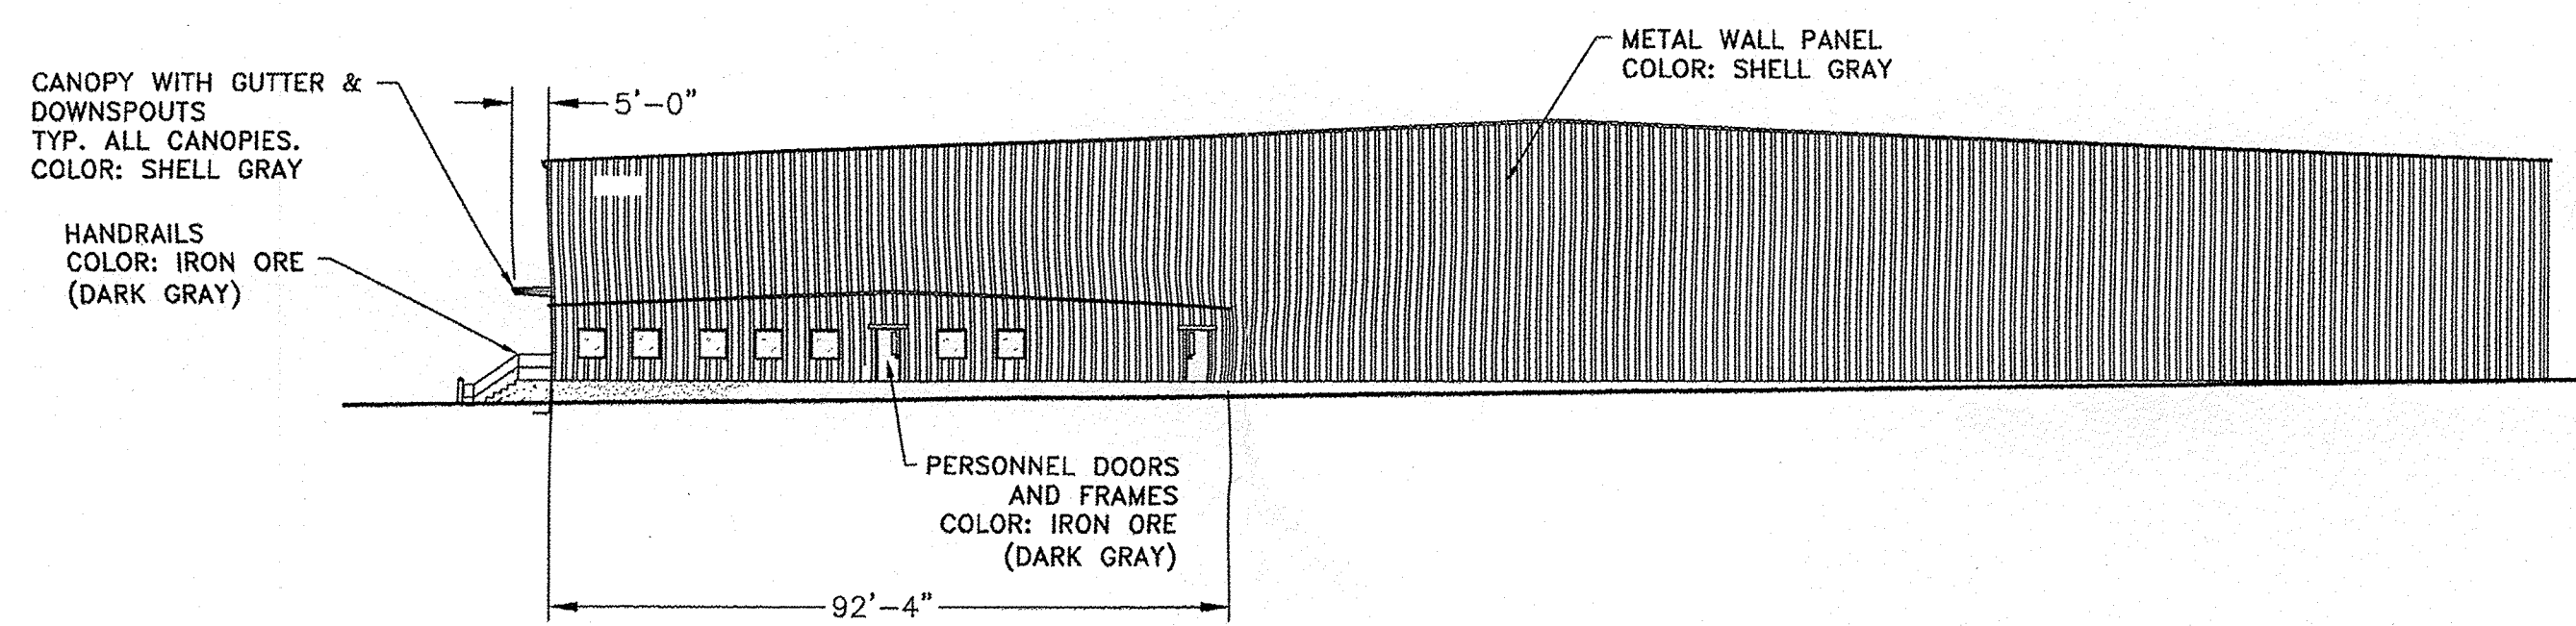 CANOPY WITH GUTTER &
DOWNSPOUTS
TYP. ALL CANOPIES.
COLOR: SHELL GRAY
5'-0"
METAL WALL PANEL
COLOR: SHELL GRAY
HANDRAILS
COLOR: IRON ORE
(DARK GRAY)
PERSONNEL DOORS
AND FRAMES
COLOR: IRON ORE
(DARK GRAY)
92'-4"